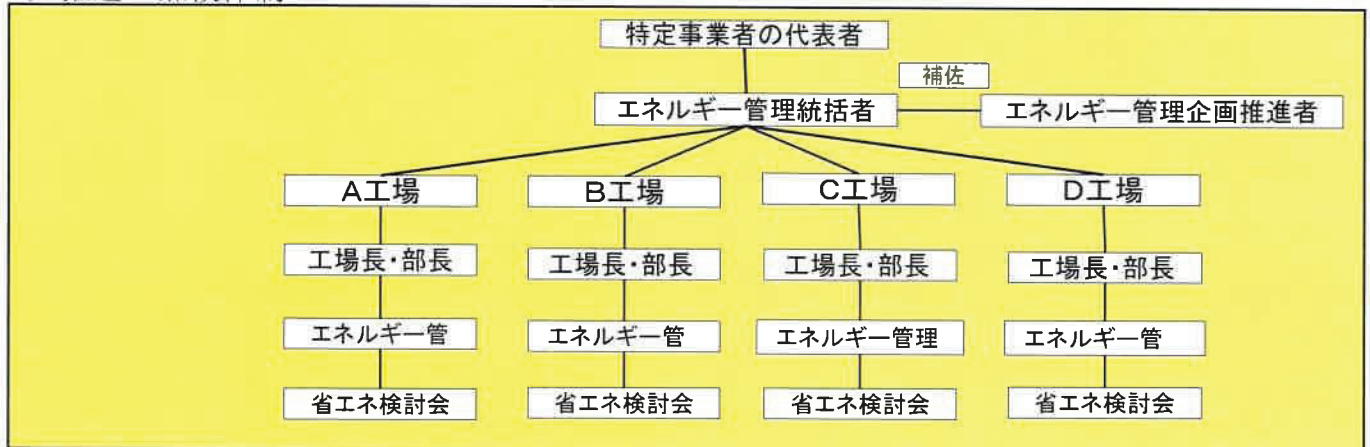 特定事業者の代表者
補佐
エネルギー管理統括者
エネルギー管理企画推進者
A工場
B工場
C工場
D工場
工場長・部長
工場長・部長
工場長・部長
工場長・部長
エネルギー管
エネルギー管
エネルギー管理
エネルギー管
省エネ検討会
省エネ検討会
省エネ検討会
省エネ検討会